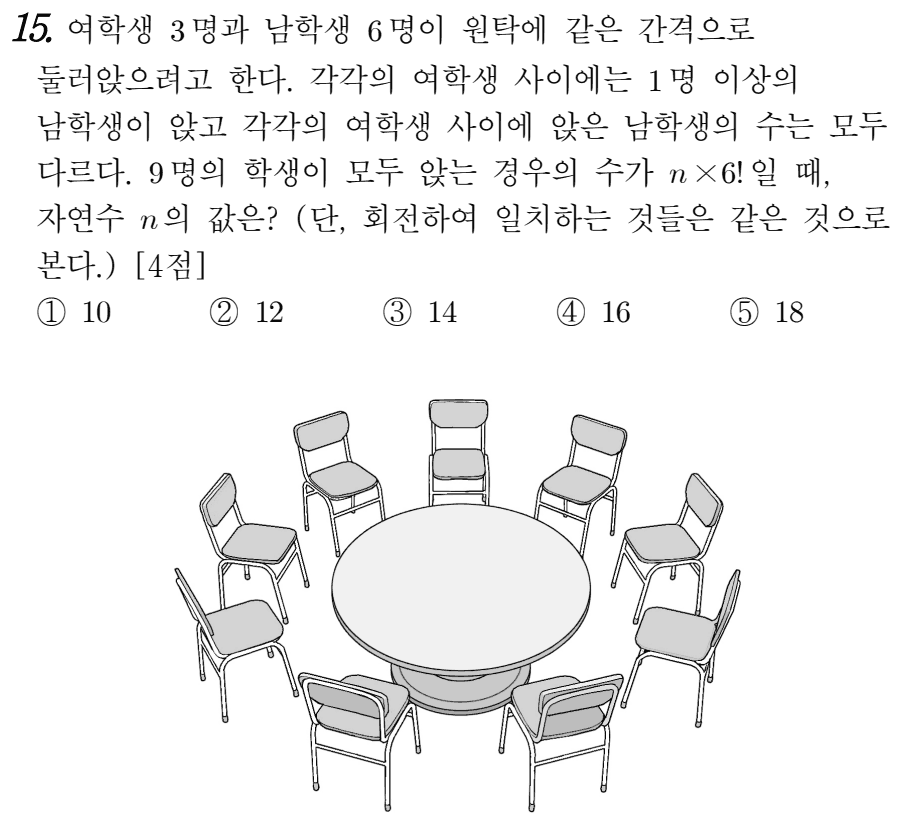 15. 여학생 3명과 남학생 6명이 원탁에 같은 간격으로
둘러앉으려고 한다. 각각의 여학생 사이에는 1명 이상의
남학생이 앉고 각각의 여학생 사이에 앉은 남학생의 수는 모두
다르다. 9명의 학생이 모두 앉는 경우의 수가 n×6!일 때,
자연수 n의 값은? (단, 회전하여 일치하는 것들은 같은 것으로
본다.) [4점]
① 10 ② 12 ③ 14 ④ 16 ⑤ 18